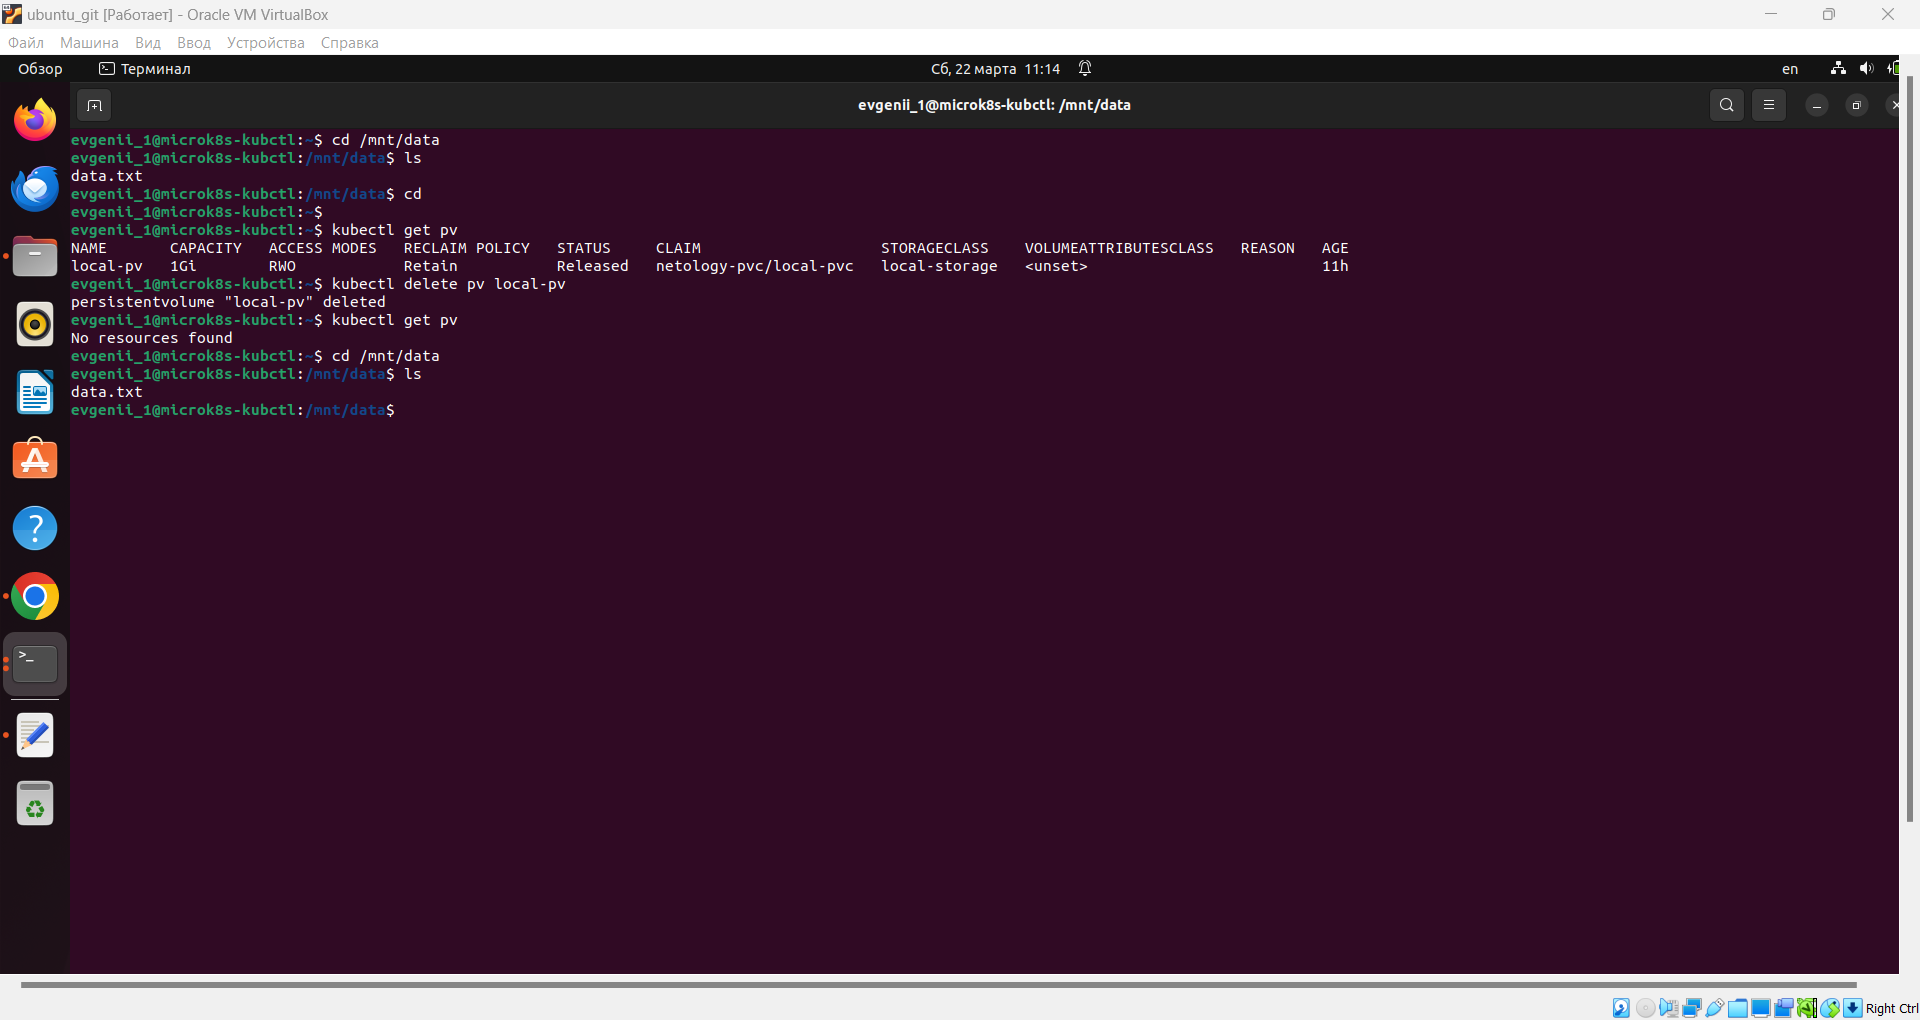 ubuntu_git [Работает] - Oracle VM VirtualBox
Файл Машина Вид Ввод Устройства Справка
Обзор Терминал Сб, 22 марта 11:14 en
evgenii_1@microk8s-kubctl: /mnt/data
evgenii_1@microk8s-kubctl:~$ cd /mnt/data
evgenii_1@microk8s-kubctl:/mnt/data$ ls
data.txt
evgenii_1@microk8s-kubctl:/mnt/data$ cd
evgenii_1@microk8s-kubctl:~$
evgenii_1@microk8s-kubctl:~$ kubectl get pv
NAME CAPACITY ACCESS MODES RECLAIM POLICY STATUS CLAIM STORAGECLASS VOLUMEATTRIBUTESCLASS REASON AGE
local-pv 1Gi RWO Retain Released netology-pvc/local-pvc local-storage <unset> 11h
evgenii_1@microk8s-kubctl:~$ kubectl delete pv local-pv
persistentvolume "local-pv" deleted
evgenii_1@microk8s-kubctl:~$ kubectl get pv
No resources found
evgenii_1@microk8s-kubctl:~$ cd /mnt/data
evgenii_1@microk8s-kubctl:/mnt/data$ ls
data.txt
evgenii_1@microk8s-kubctl:/mnt/data$
Right Ctrl